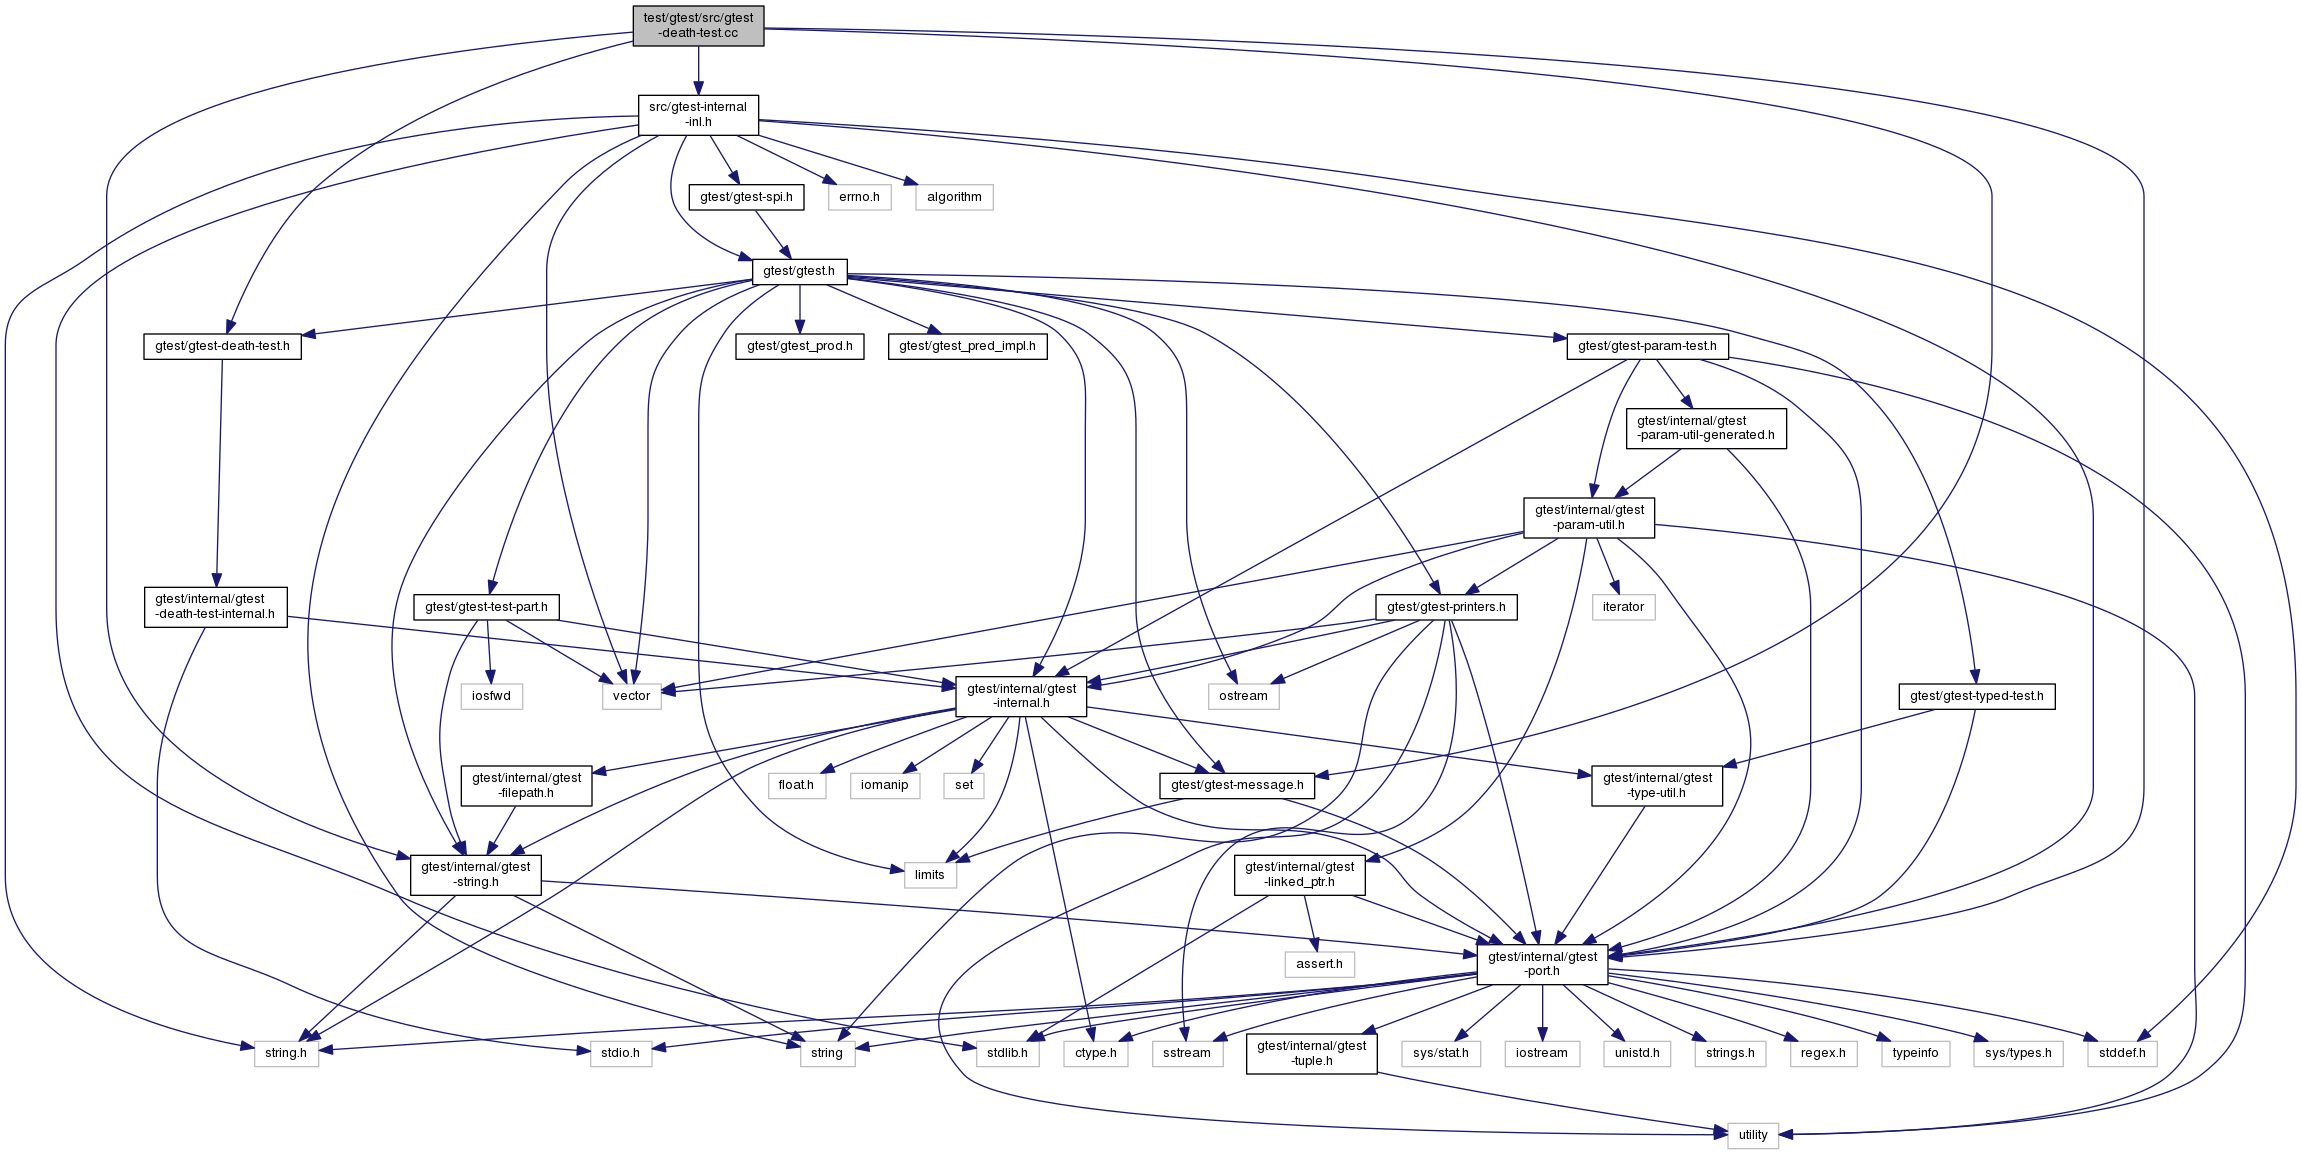 test/gtest/src/gtest
-death-test.cc
src/gtest-internal
-inl.h
gtest/gtest-spi.h
errno.h
algorithm
gtest/gtest.h
gtest/gtest-death-test.h
gtest/gtest_prod.h
gtest/gtest_pred_impl.h
gtest/gtest-param-test.h
gtest/internal/gtest
-param-util-generated.h
gtest/internal/gtest
-param-util.h
gtest/internal/gtest
-death-test-internal.h
gtest/gtest-test-part.h
gtest/gtest-printers.h
iterator
iosfwd
vector
gtest/internal/gtest
-internal.h
ostream
gtest/gtest-typed-test.h
gtest/internal/gtest
-filepath.h
float.h
iomanip
set
gtest/gtest-message.h
gtest/internal/gtest
-type-util.h
gtest/internal/gtest
-string.h
limits
gtest/internal/gtest
-linked_ptr.h
assert.h
gtest/internal/gtest
-port.h
string.h
stdio.h
string
stdlib.h
ctype.h
sstream
gtest/internal/gtest
-tuple.h
sys/stat.h
iostream
unistd.h
strings.h
regex.h
typeinfo
sys/types.h
stddef.h
utility